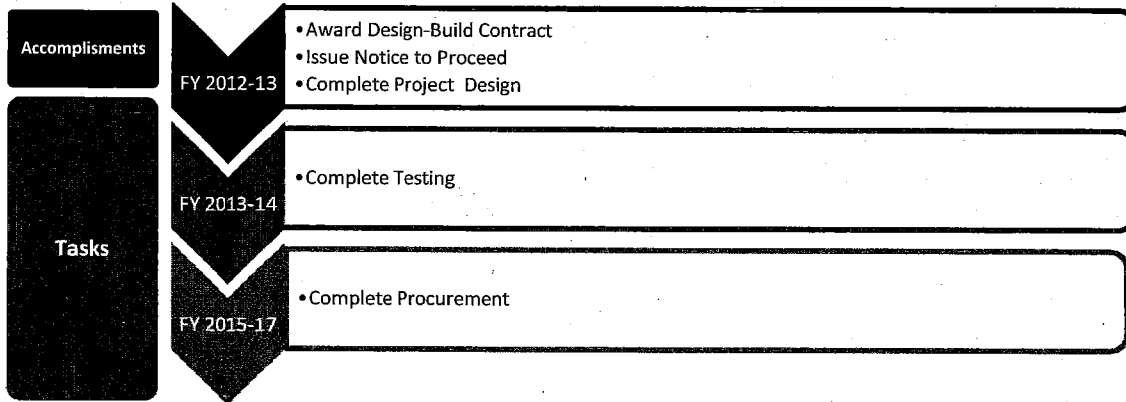 Accomplisments
FY 2012-13
•Award Design-Build Contract
•Issue Notice to Proceed
•Complete Project Design
Tasks
FY 2013-14
•Complete Testing
FY 2015-17
•Complete Procurement